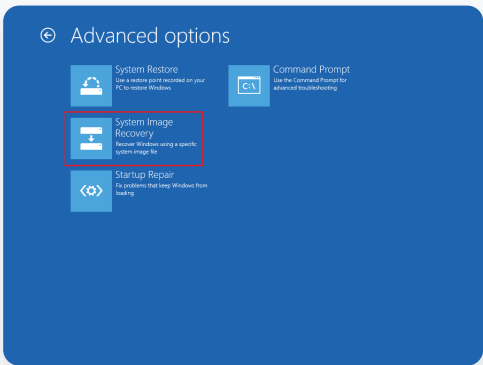 Advanced options
System Restore
Use a restore point recorded on your
PC to restore Windows
Command Prompt
Use the Command Prompt for
advanced troubleshooting
C:\
System Image
Recovery
Recover Windows using a specific
system image file
Startup Repair
Fix problems that keep Windows from
loading